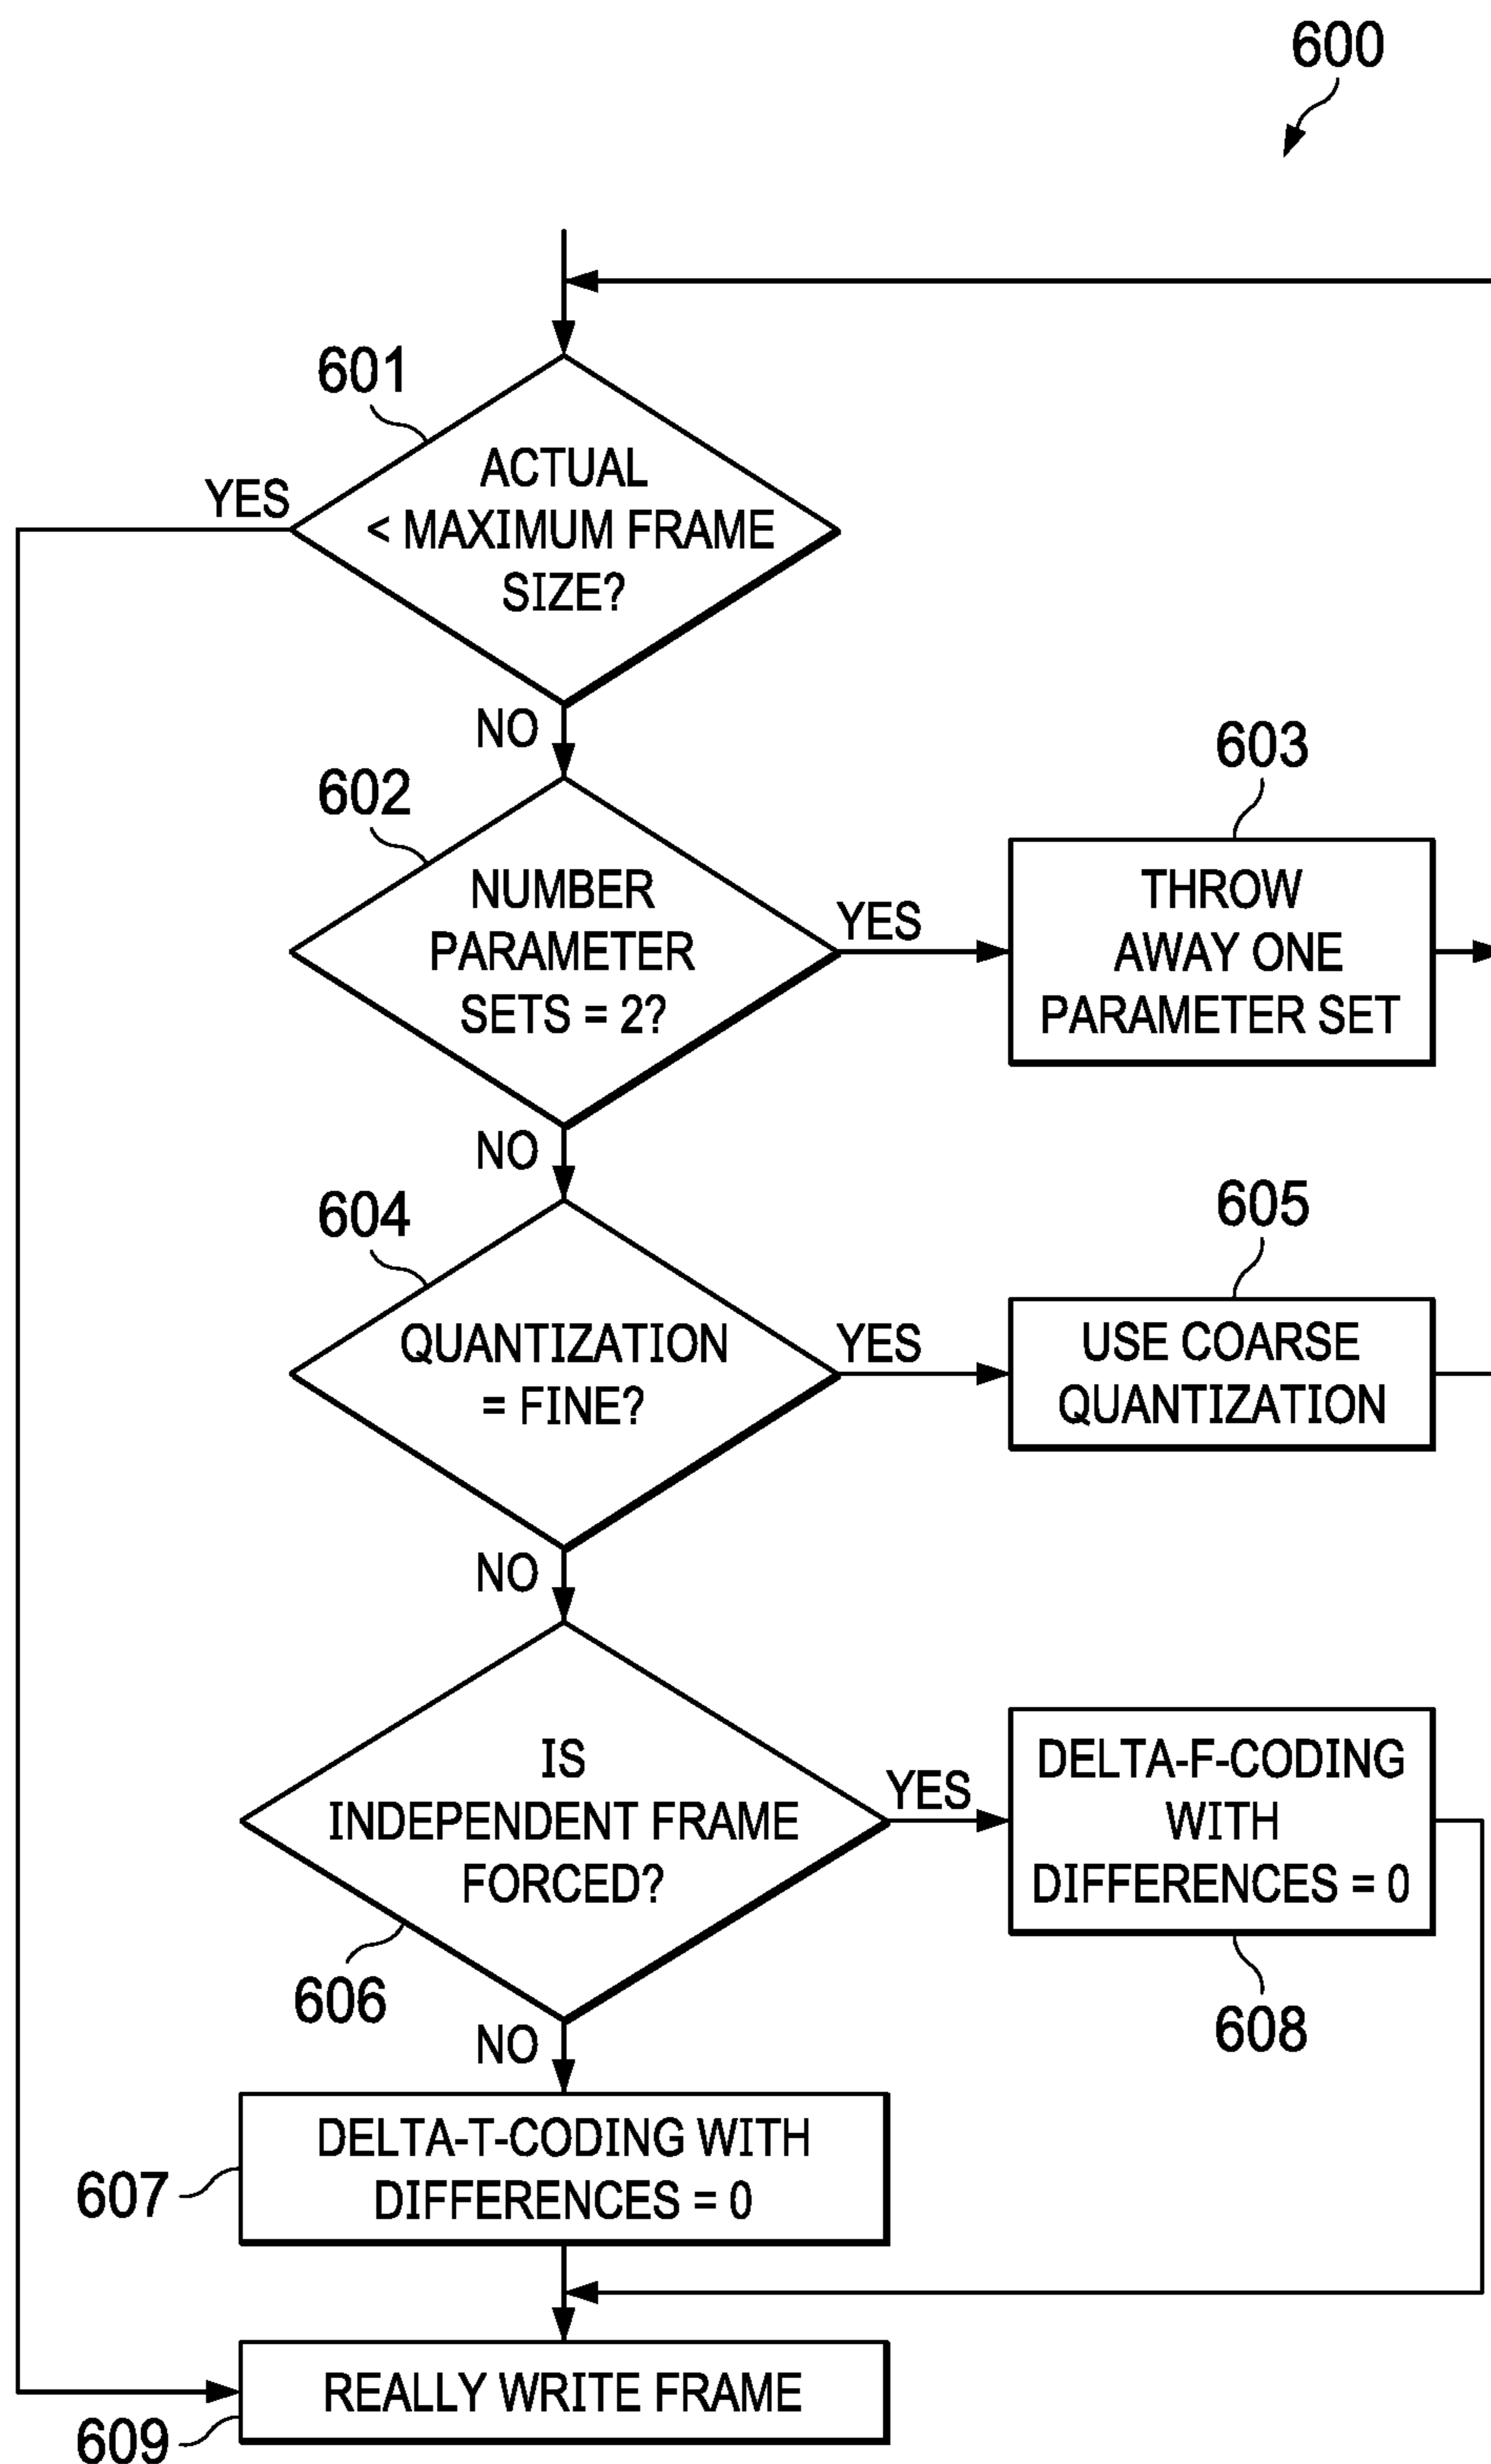 600
601
ACTUAL
< MAXIMUM FRAME
SIZE?
YES
NO
602
NUMBER
PARAMETER
SETS = 2?
YES
603
THROW
AWAY ONE
PARAMETER SET
NO
604
QUANTIZATION
= FINE?
YES
605
USE COARSE
QUANTIZATION
NO
IS
INDEPENDENT FRAME
FORCED?
606
YES
DELTA-F-CODING
WITH
DIFFERENCES = 0
608
NO
DELTA-T-CODING WITH
DIFFERENCES = 0
607
REALLY WRITE FRAME
609